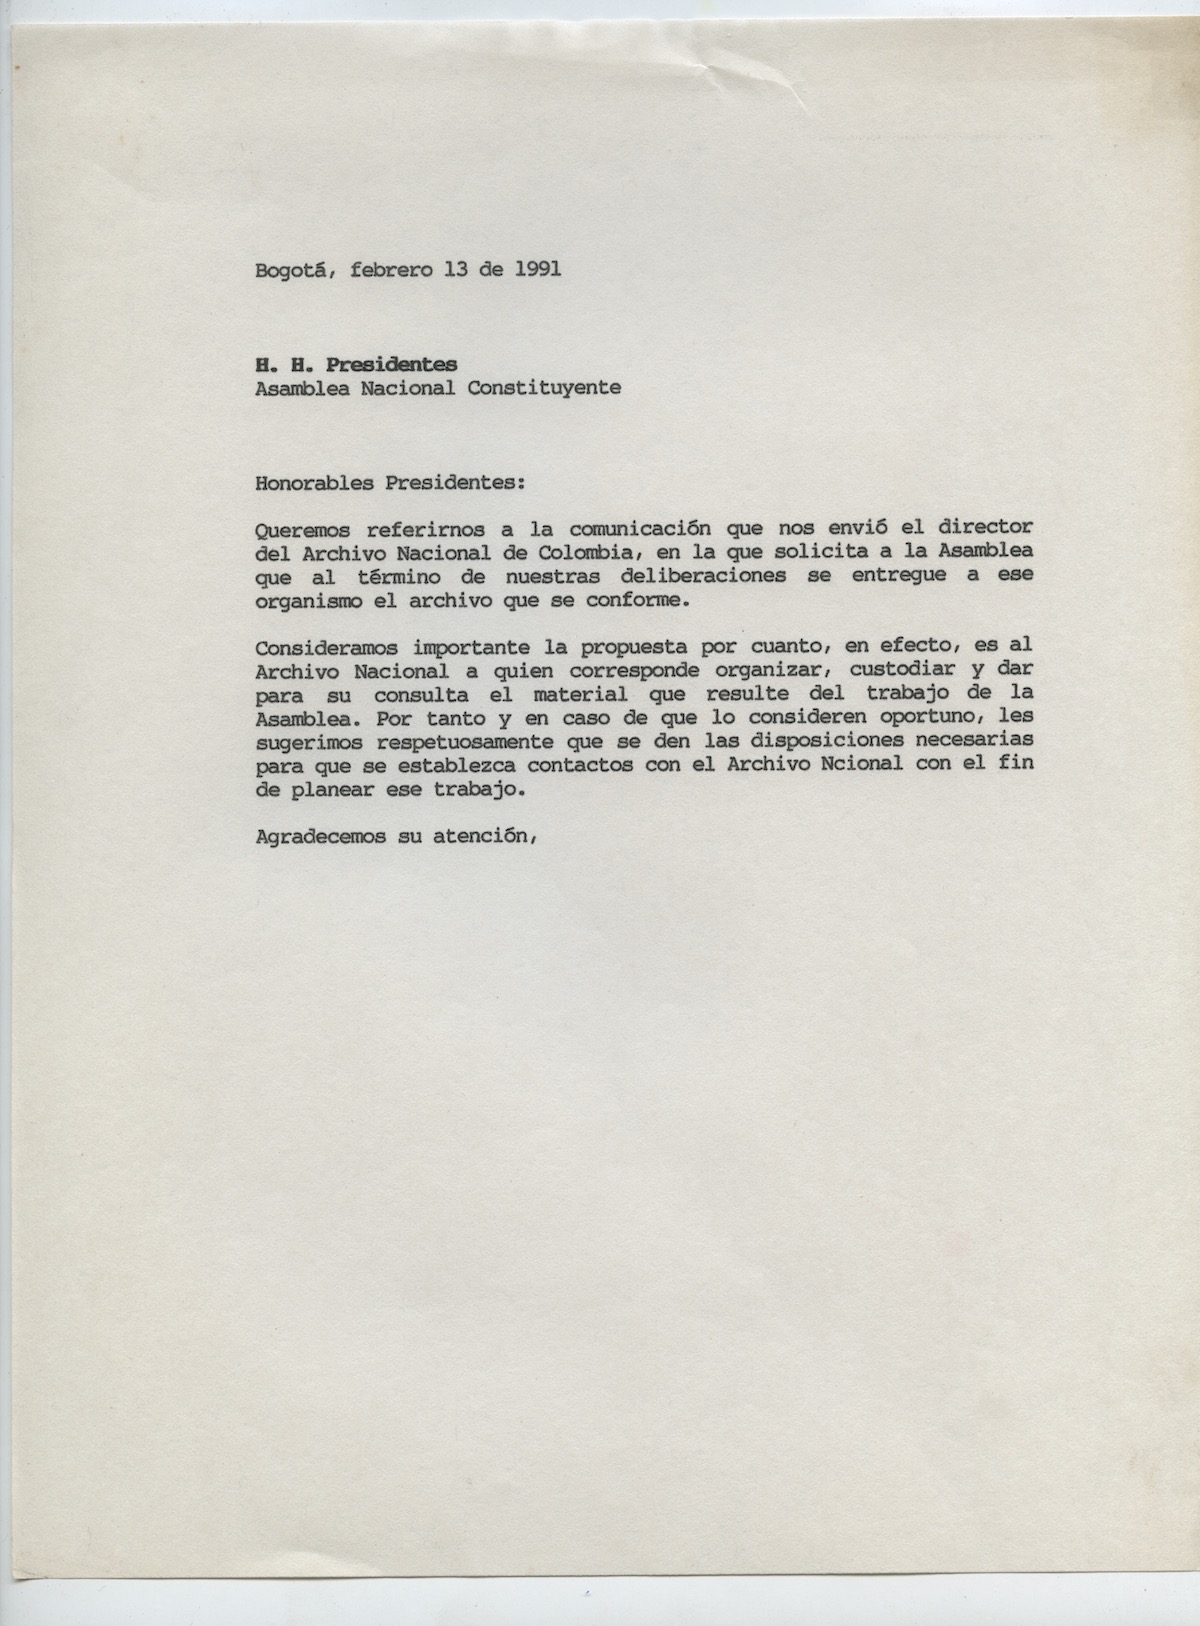 Bogotá, febrero 13 de 1991
H. H. Presidentes
Asamblea Nacional Constituyente
Honorables Presidentes:
Queremos referirnos a la comunicación que nos envió el director
del Archivo Nacional de Colombia, en la que solicita a la Asamblea
que al término de nuestras deliberaciones se entregue a ese
organismo el archivo que se conforme.
Consideramos importante la propuesta por cuanto, en efecto, es al
Archivo Nacional a quien corresponde organizar, custodiar y dar
para su consulta el material que resulte del trabajo de la
Asamblea. Por tanto y en caso de que lo consideren oportuno, les
sugerimos respetuosamente que se den las disposiciones necesarias
para que se establezca contactos con el Archivo Ncional con el fin
de planear ese trabajo.
Agradecemos su atención,